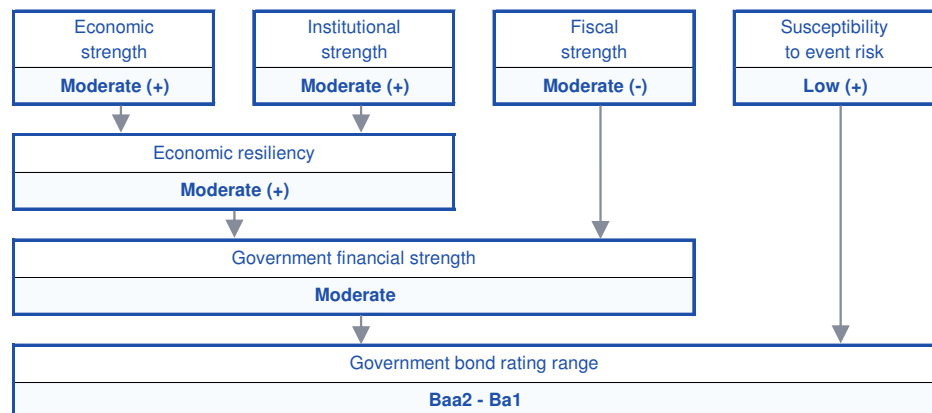 Economic
strength
Moderate (+)
Institutional
strength
Moderate (+)
Fiscal
strength
Moderate (-)
Susceptibility
to event risk
Low (+)
Economic resiliency
Moderate (+)
Government financial strength
Moderate
Government bond rating range
Baa2 - Ba1